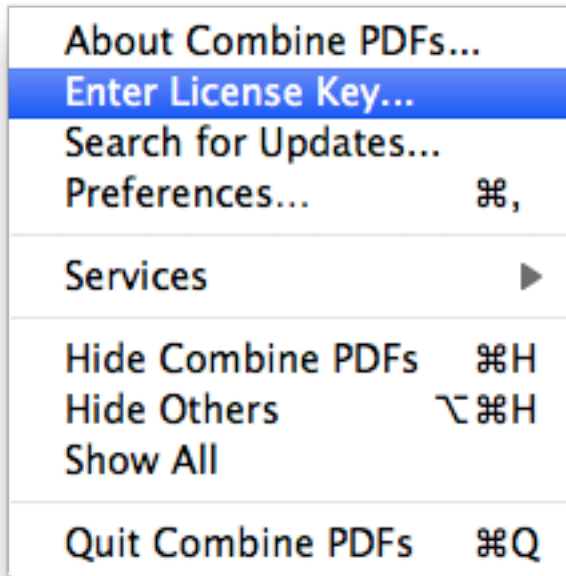 About Combine PDFs...
Enter License Key...
Search for Updates...
Preferences... ⌘,
Services ▶
Hide Combine PDFs ⌘H
Hide Others ⌥⌘H
Show All
Quit Combine PDFs ⌘Q